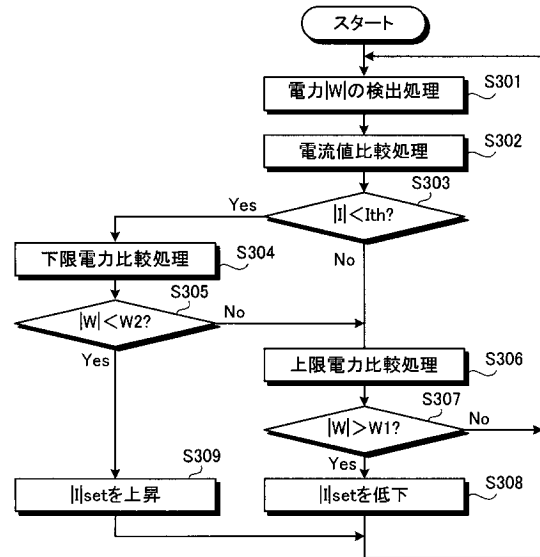 スタート
電力|W|の検出処理
S301
電流値比較処理
S302
|I|<Ith?
S303
Yes
No
下限電力比較処理
S304
|W|<W2?
S305
No
Yes
上限電力比較処理
S306
|W|>W1?
S307
No
Yes
|I|setを上昇
S309
|I|setを低下
S308